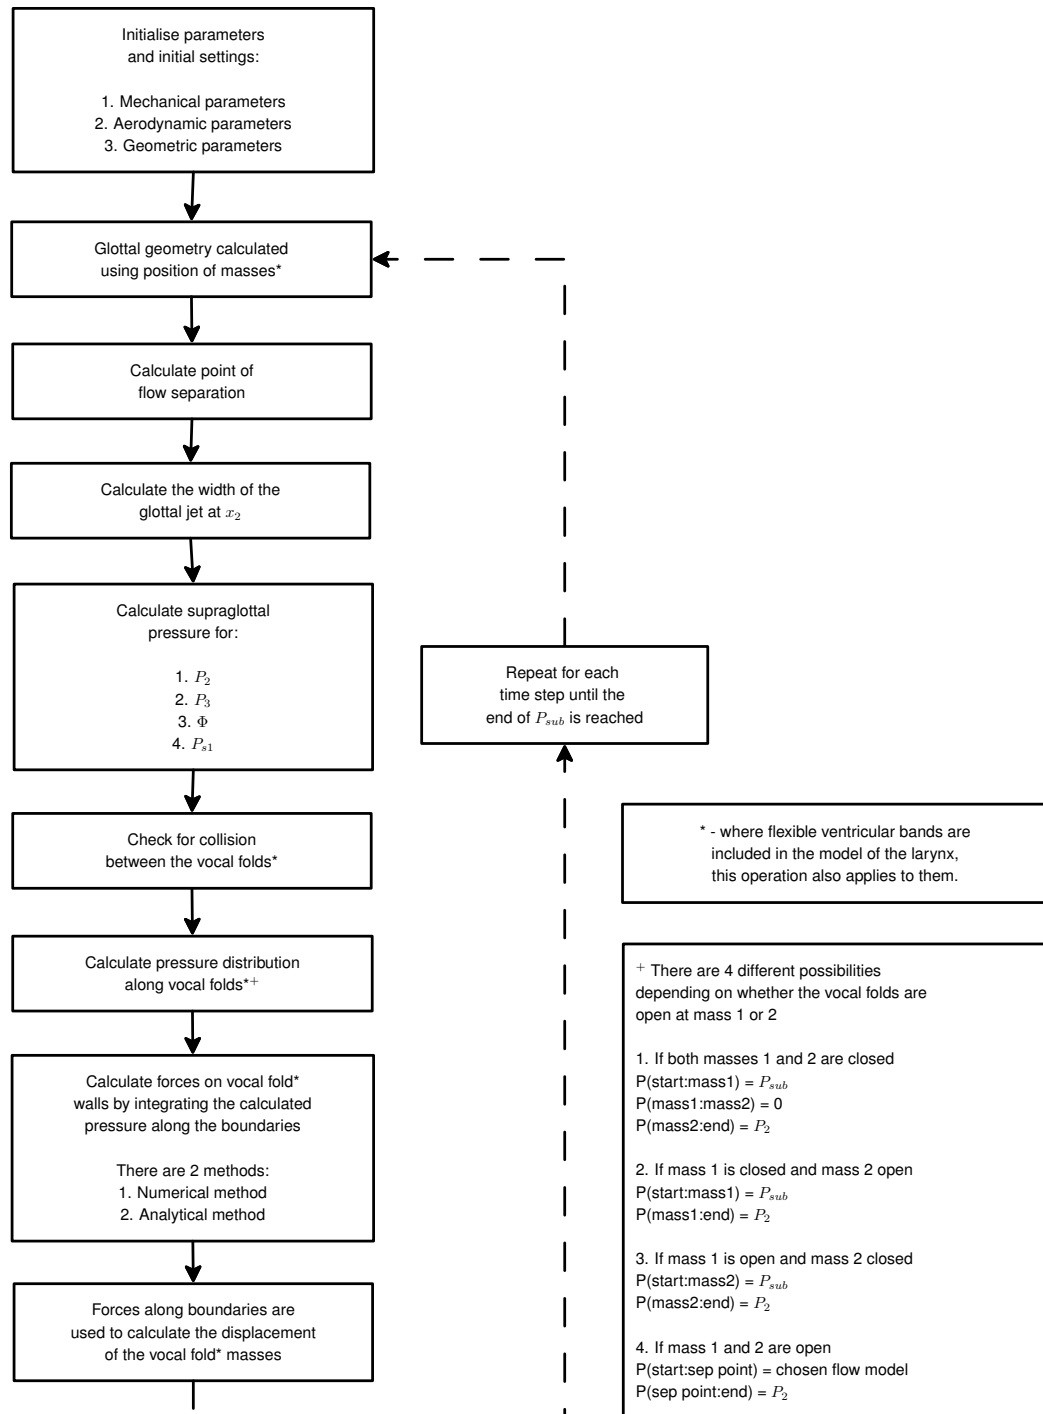 Initialise parameters
and initial settings:
1. Mechanical parameters
2. Aerodynamic parameters
3. Geometric parameters
Glottal geometry calculated
using position of masses*
Calculate point of
flow separation
Calculate the width of the
glottal jet at x₂
Calculate supraglottal
pressure for:
1. P₂
2. P₃
3. Φ
4. Pₛ₁
Check for collision
between the vocal folds*
Calculate pressure distribution
along vocal folds*⁺
Calculate forces on vocal fold*
walls by integrating the calculated
pressure along the boundaries
There are 2 methods:
1. Numerical method
2. Analytical method
Forces along boundaries are
used to calculate the displacement
of the vocal fold* masses
Repeat for each
time step until the
end of P_sub is reached
* - where flexible ventricular bands are
included in the model of the larynx,
this operation also applies to them.
⁺ There are 4 different possibilities
depending on whether the vocal folds are
open at mass 1 or 2
1. If both masses 1 and 2 are closed
P(start:mass1) = P_sub
P(mass1:mass2) = 0
P(mass2:end) = P₂
2. If mass 1 is closed and mass 2 open
P(start:mass1) = P_sub
P(mass1:end) = P₂
3. If mass 1 is open and mass 2 closed
P(start:mass2) = P_sub
P(mass2:end) = P₂
4. If mass 1 and 2 are open
P(start:sep point) = chosen flow model
P(sep point:end) = P₂